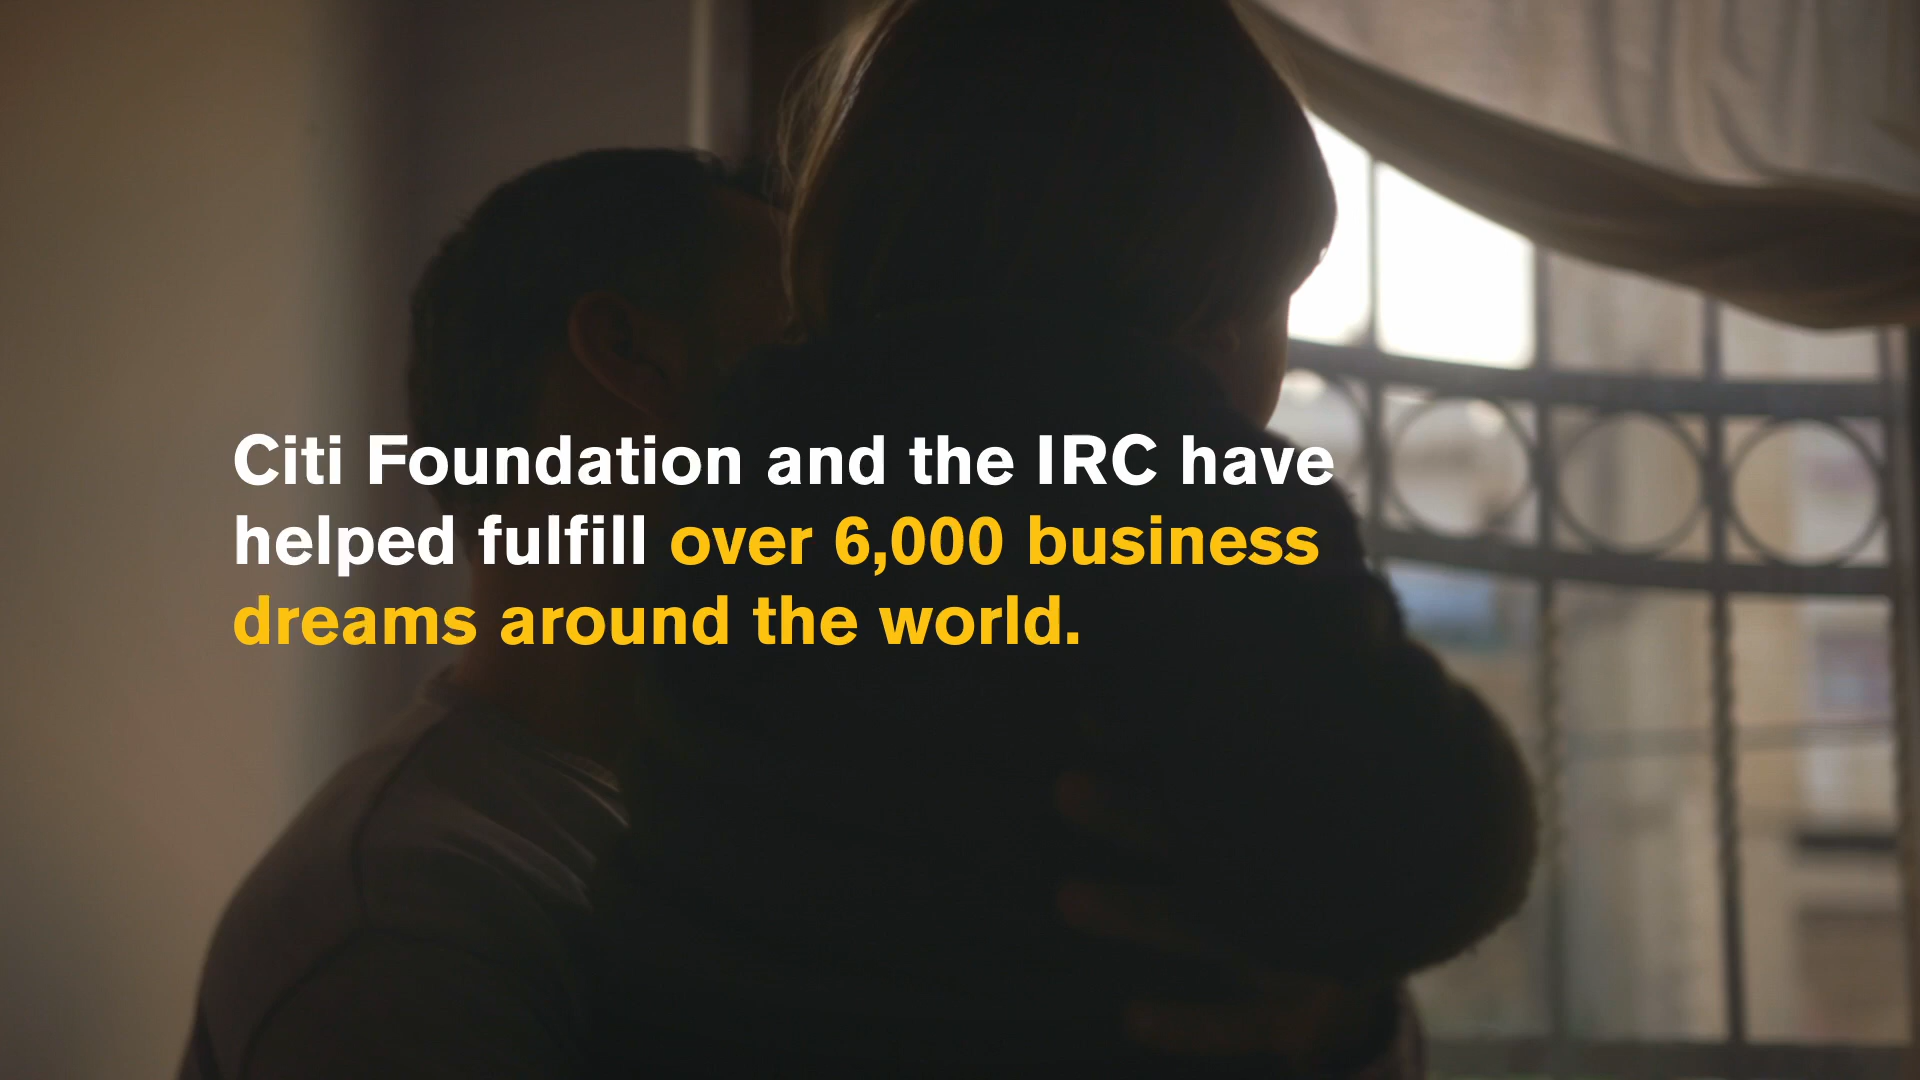 Citi Foundation and the IRC have
helped fulfill over 6,000 business
dreams around the world.